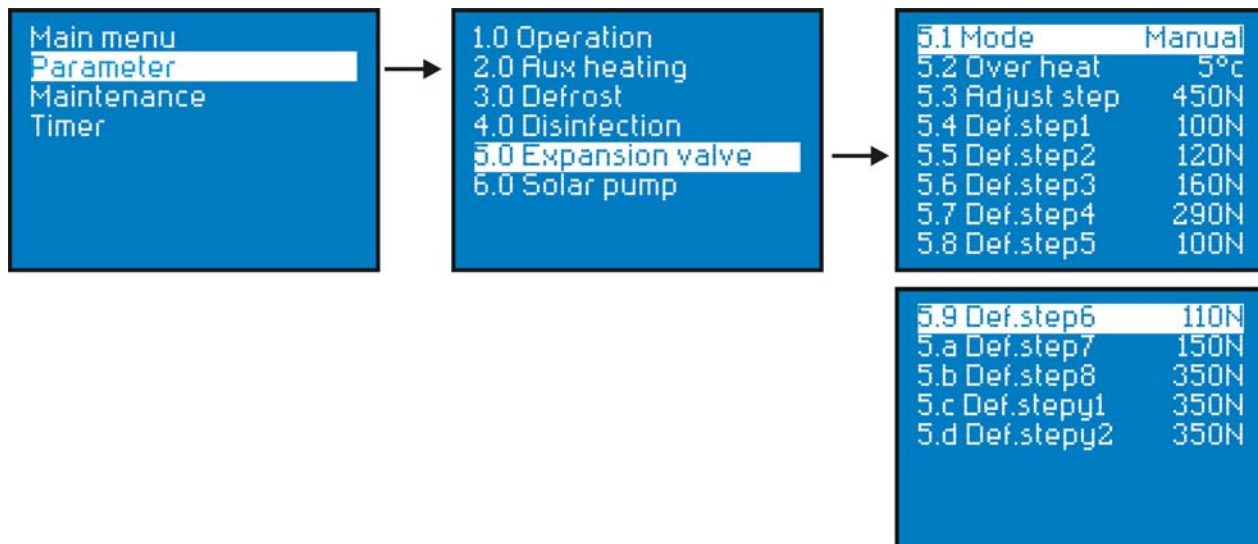 Main menu
Parameter
Maintenance
Timer
1.0 Operation
2.0 Aux heating
3.0 Defrost
4.0 Disinfection
5.0 Expansion valve
6.0 Solar pump
5.1 Mode Manual
5.2 Over heat 5°c
5.3 Adjust step 450N
5.4 Def.step1 100N
5.5 Def.step2 120N
5.6 Def.step3 160N
5.7 Def.step4 290N
5.8 Def.step5 100N
5.9 Def.step6 110N
5.a Def.step7 150N
5.b Def.step8 350N
5.c Def.stepy1 350N
5.d Def.stepy2 350N